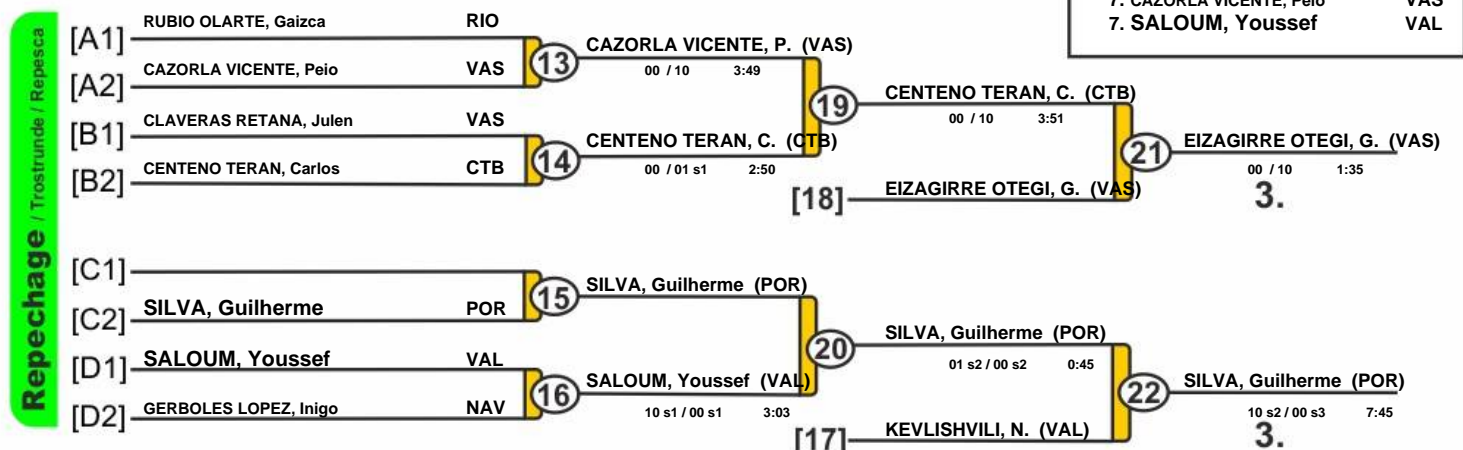 7. CAZORLA VICENTE, Peio VAS
7. SALOUM, Youssef VAL
Repechage / Trostrunde / Repesca
[A1] RUBIO OLARTE, Gaizca RIO
[A2] CAZORLA VICENTE, Peio VAS
13 CAZORLA VICENTE, P. (VAS)
00 / 10 3:49
[B1] CLAVERAS RETANA, Julen VAS
[B2] CENTENO TERAN, Carlos CTB
14 CENTENO TERAN, C. (CTB)
00 / 01 s1 2:50
19 CENTENO TERAN, C. (CTB)
00 / 10 3:51
[18] EIZAGIRRE OTEGI, G. (VAS)
21 EIZAGIRRE OTEGI, G. (VAS)
00 / 10 1:35
3.
[C1]
[C2] SILVA, Guilherme POR
15 SILVA, Guilherme (POR)
[D1] SALOUM, Youssef VAL
[D2] GERBOLES LOPEZ, Inigo NAV
16 SALOUM, Youssef (VAL)
10 s1 / 00 s1 3:03
20 SILVA, Guilherme (POR)
01 s2 / 00 s2 0:45
[17] KEVLISHVILI, N. (VAL)
22 SILVA, Guilherme (POR)
10 s2 / 00 s3 7:45
3.